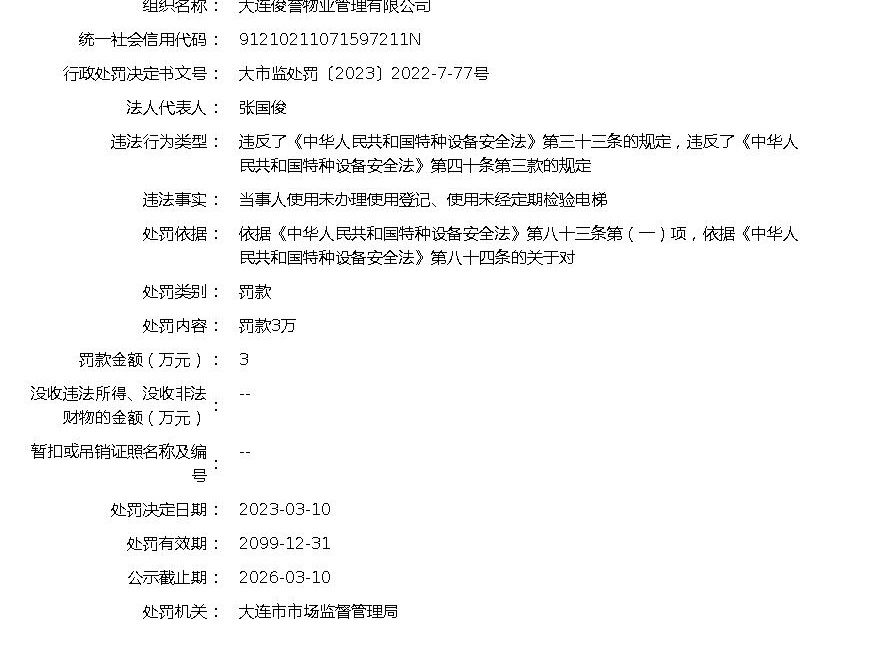 组织名称： 大连俊誉物业管理有限公司
统一社会信用代码： 91210211071597211N
行政处罚决定书文号： 大市监处罚〔2023〕2022-7-77号
法人代表人： 张国俊
违法行为类型： 违反了《中华人民共和国特种设备安全法》第三十三条的规定，违反了《中华人
民共和国特种设备安全法》第四十条第三款的规定
违法事实： 当事人使用未办理使用登记、使用未经定期检验电梯
处罚依据： 依据《中华人民共和国特种设备安全法》第八十三条第（一）项，依据《中华人
民共和国特种设备安全法》第八十四条的关于对
处罚类别： 罚款
处罚内容： 罚款3万
罚款金额（万元）： 3
没收违法所得、没收非法
财物的金额（万元）： --
暂扣或吊销证照名称及编
号： --
处罚决定日期： 2023-03-10
处罚有效期： 2099-12-31
公示截止期： 2026-03-10
处罚机关： 大连市市场监督管理局